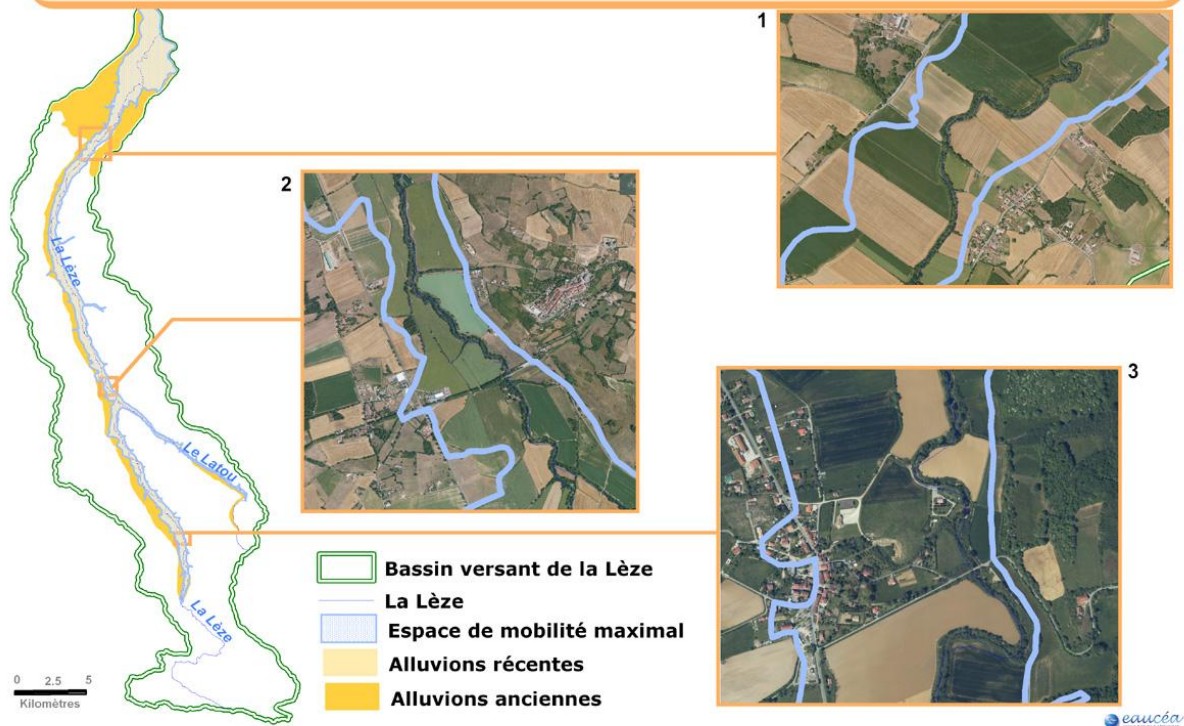 1
2
La Lèze
3
Le Latou
Bassin versant de la Lèze
La Lèze
La Lèze
Espace de mobilité maximal
Alluvions récentes
0 2.5 5
Kilomètres
Alluvions anciennes
eaucéa